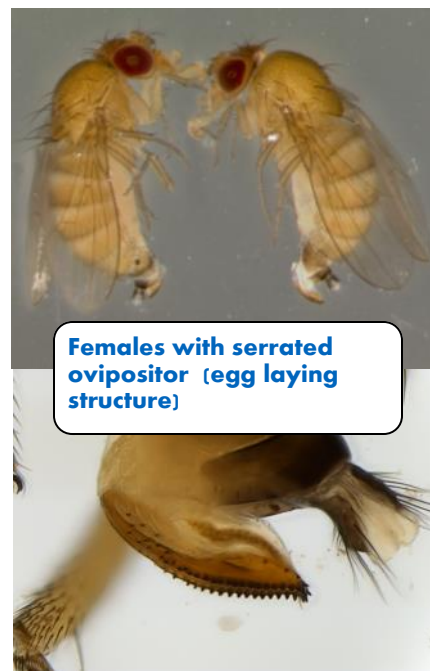 Females with serrated
ovipositor (egg laying
structure)